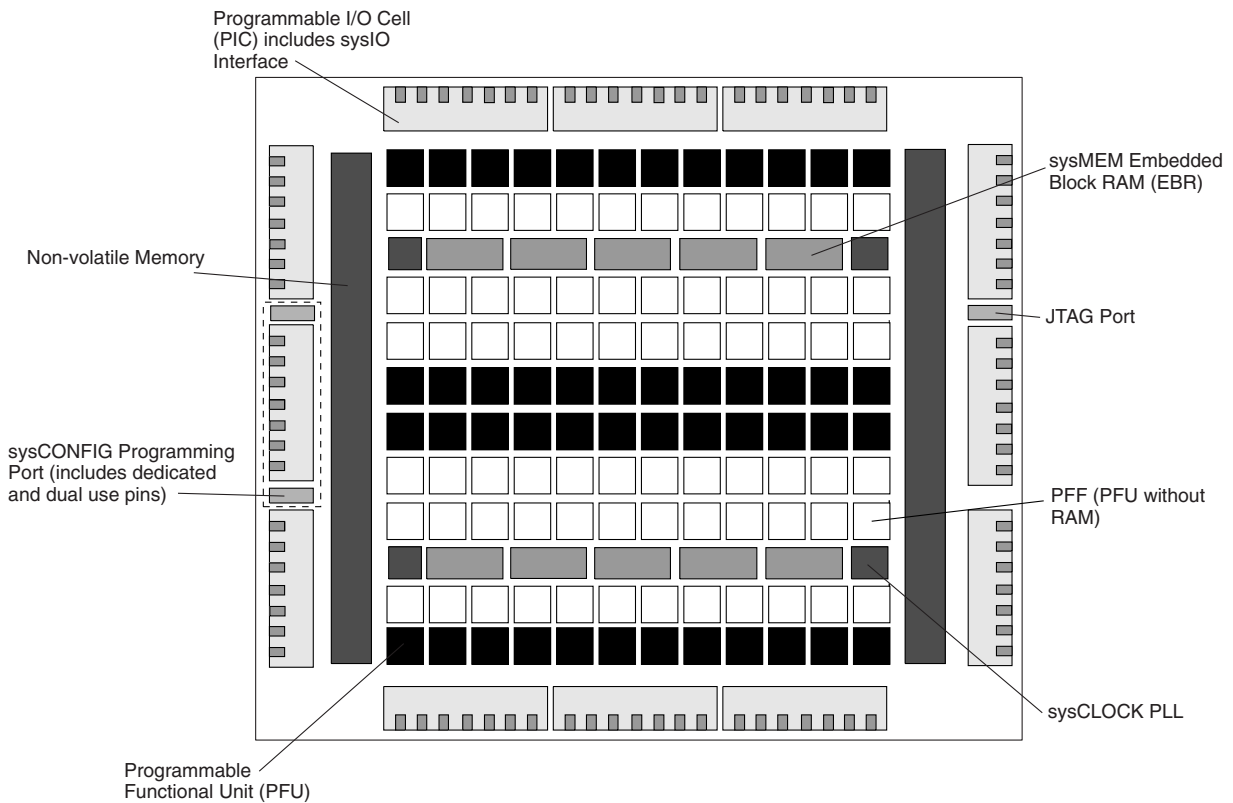 Programmable I/O Cell
(PIC) includes sysIO
Interface
sysMEM Embedded
Block RAM (EBR)
Non-volatile Memory
JTAG Port
sysCONFIG Programming
Port (includes dedicated
and dual use pins)
PFF (PFU without
RAM)
sysCLOCK PLL
Programmable
Functional Unit (PFU)